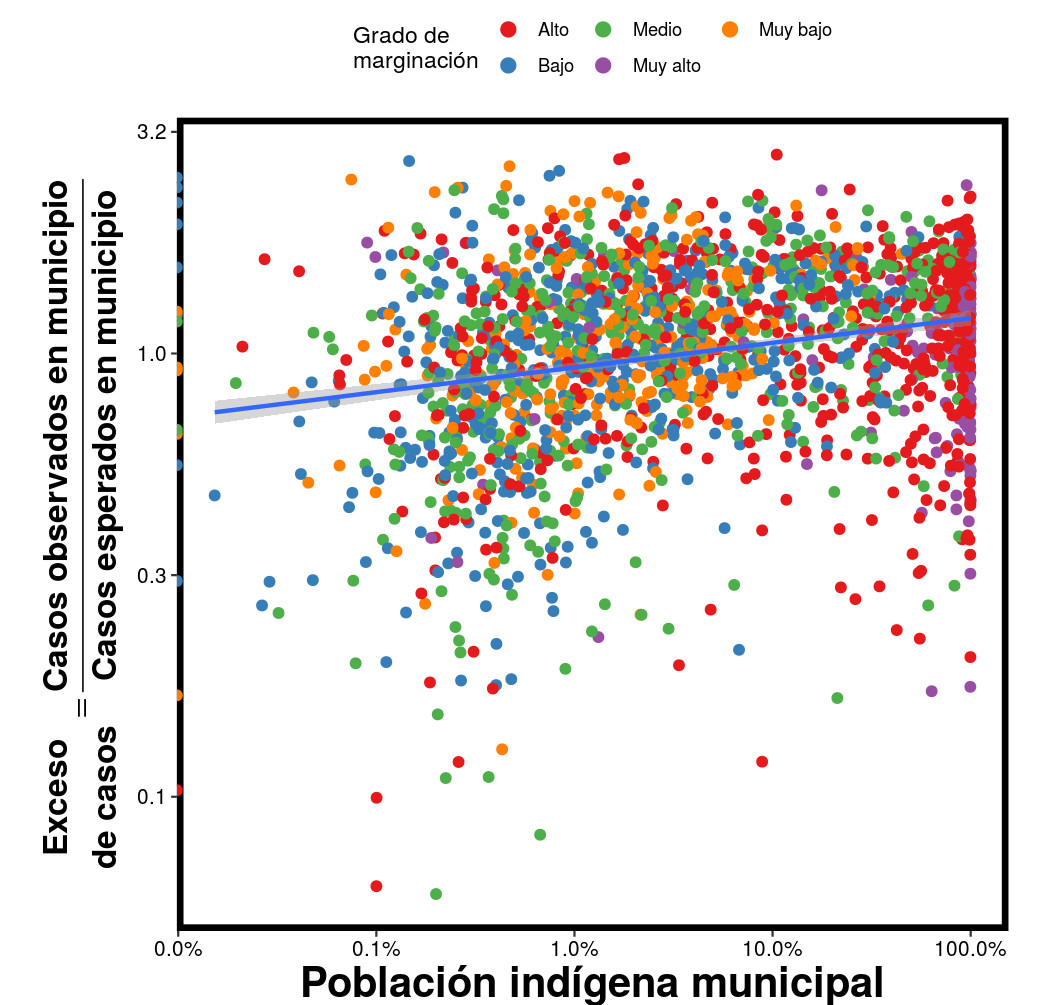 Grado de
marginación
Alto
Medio
Muy bajo
Bajo
Muy alto
Exceso
de casos
=
Casos observados en municipio
Casos esperados en municipio
3.2
1.0
0.3
0.1
0.0%
0.1%
1.0%
10.0%
100.0%
Población indígena municipal